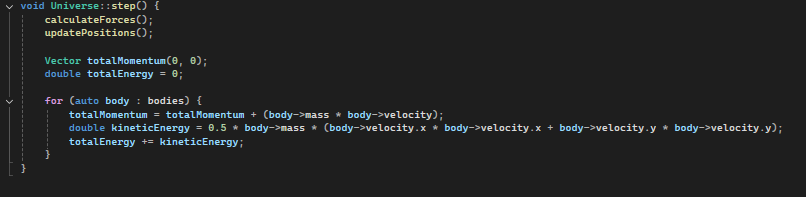 void Universe::step() {
    calculateForces();
    updatePositions();

    Vector totalMomentum(0, 0);
    double totalEnergy = 0;

    for (auto body : bodies) {
        totalMomentum = totalMomentum + (body->mass * body->velocity);
        double kineticEnergy = 0.5 * body->mass * (body->velocity.x * body->velocity.x + body->velocity.y * body->velocity.y);
        totalEnergy += kineticEnergy;
    }
}